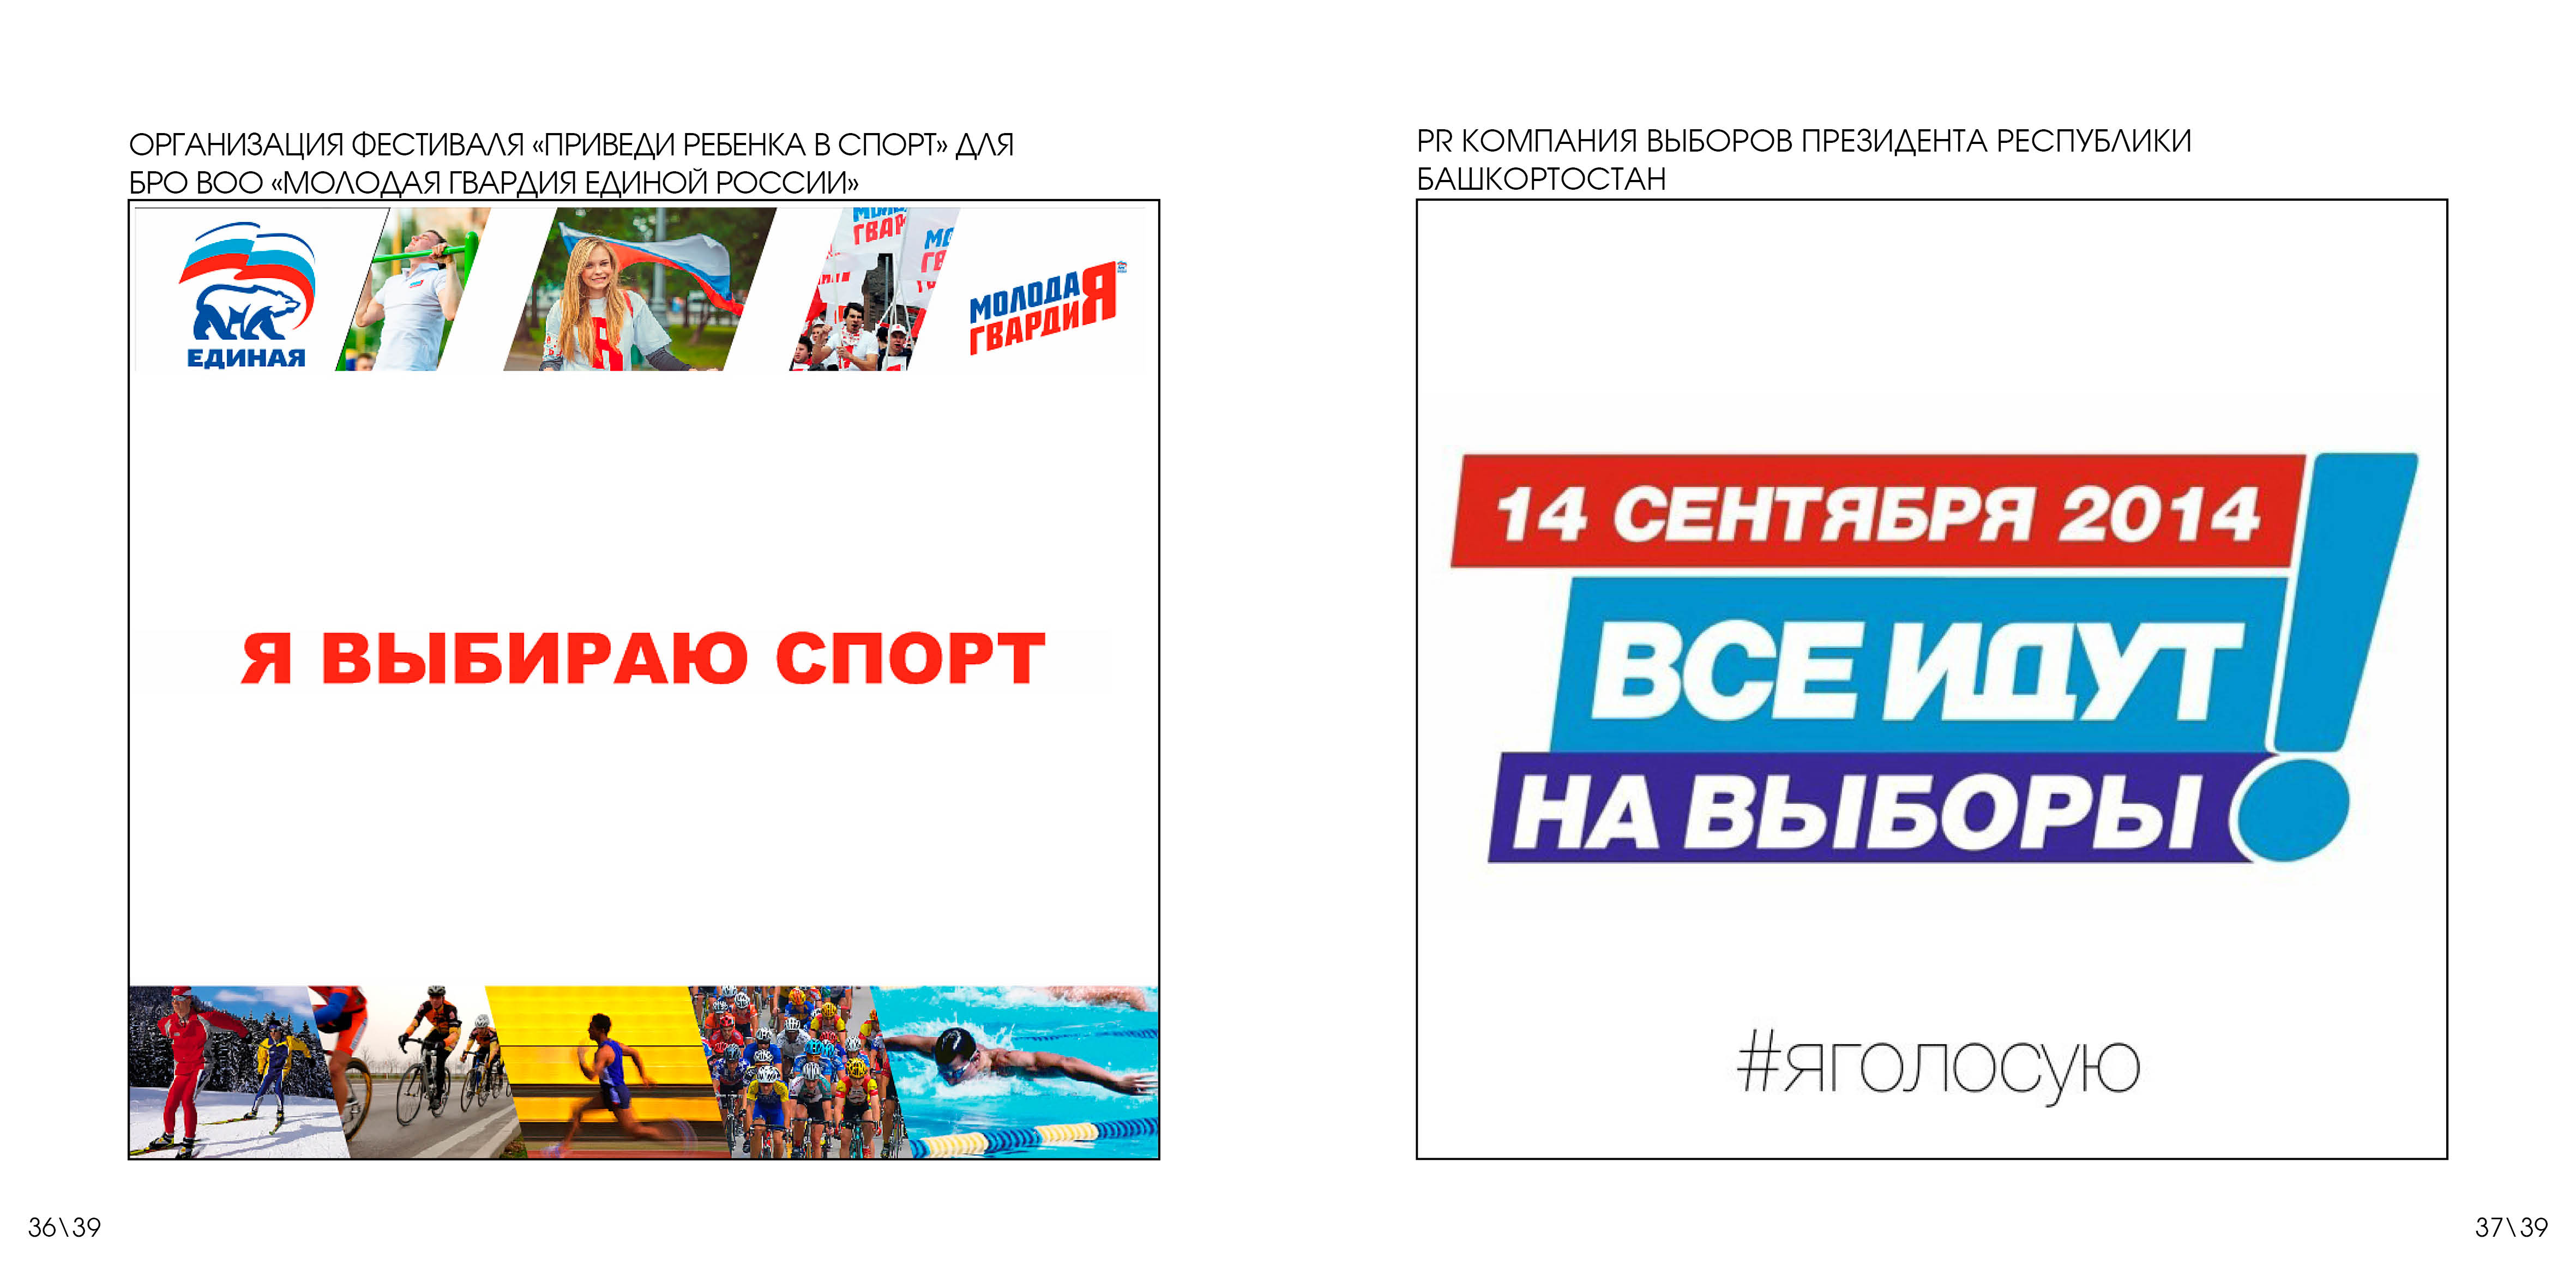 ОРГАНИЗАЦИЯ ФЕСТИВАЛЯ «ПРИВЕДИ РЕБЕНКА В СПОРТ» ДЛЯ
БРО ВОО «МОЛОДАЯ ГВАРДИЯ ЕДИНОЙ РОССИИ»
ЕДИНАЯ
ГВАР
МОЛОДАЯ
ГВАРДИЯ
Я ВЫБИРАЮ СПОРТ
36\39
PR КОМПАНИЯ ВЫБОРОВ ПРЕЗИДЕНТА РЕСПУБЛИКИ
БАШКОРТОСТАН
14 СЕНТЯБРЯ 2014
ВСЕ ИДУТ
НА ВЫБОРЫ!
#яголосую
37\39